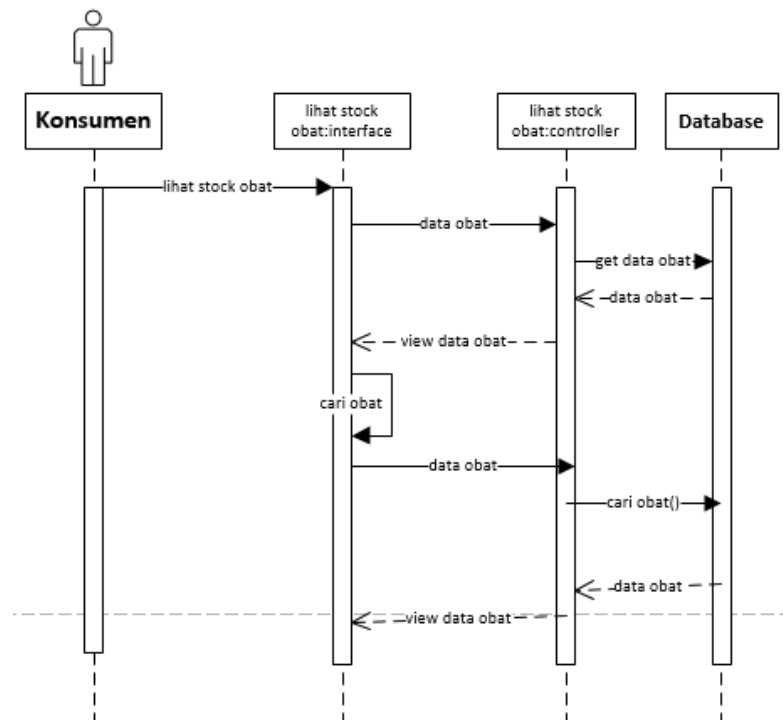 Konsumen
lihat stock
obat:interface
lihat stock
obat:controller
Database
lihat stock obat
data obat
get data obat
data obat
view data obat
cari obat
data obat
cari obat()
data obat
view data obat